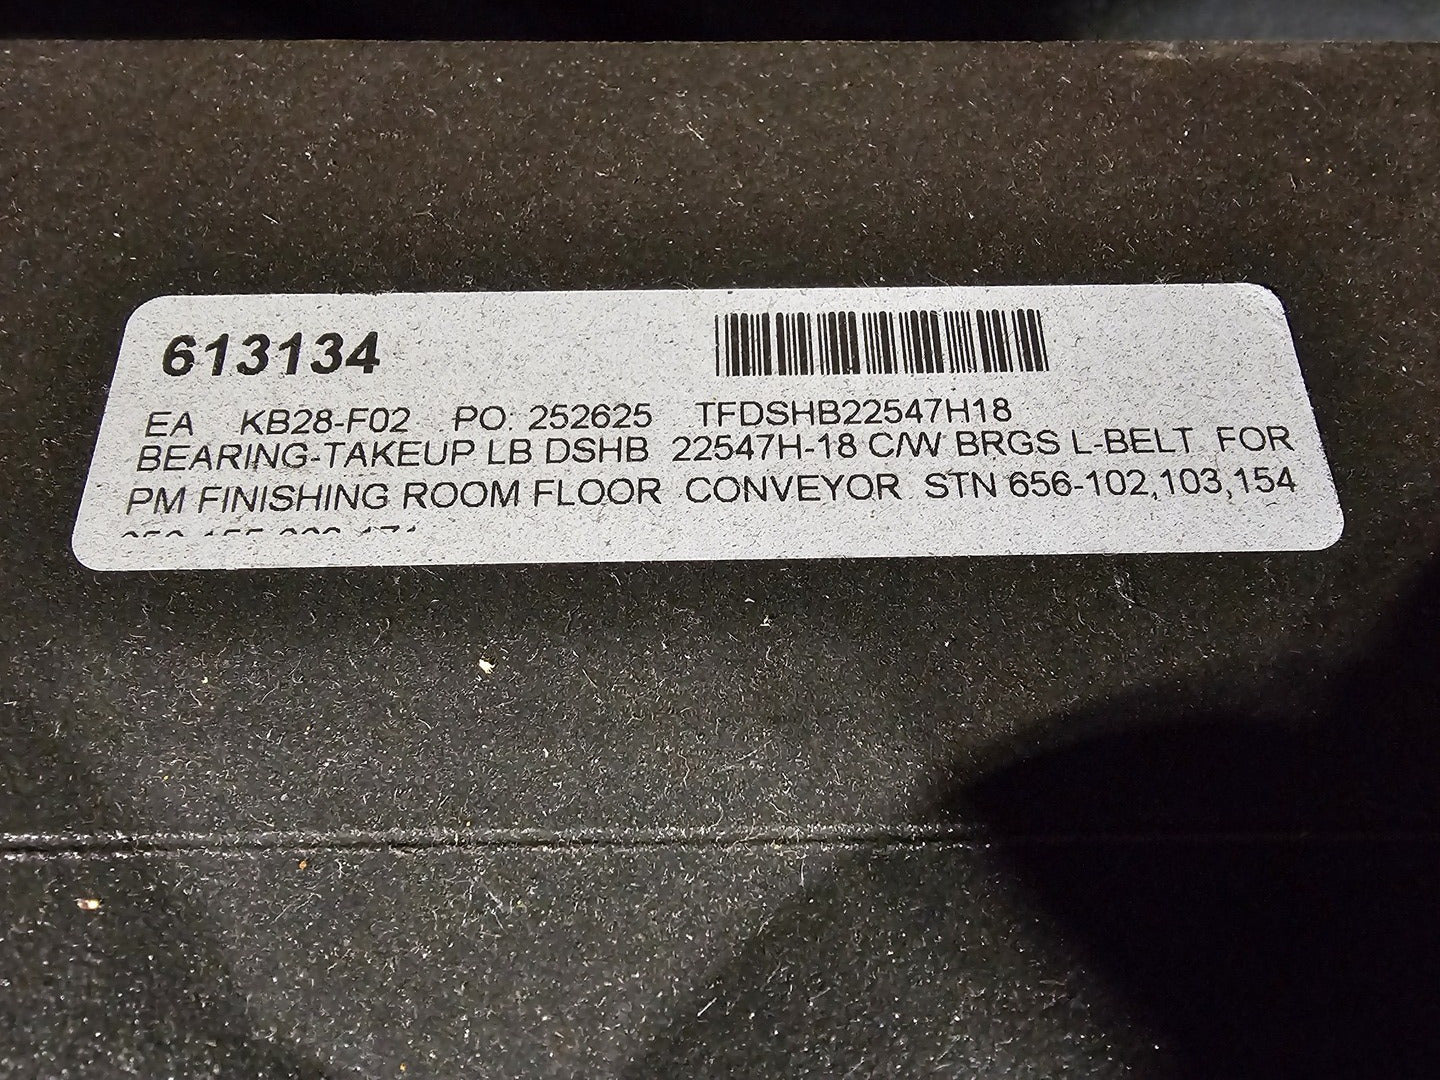 613134
EA KB28-F02 PO: 252625 TFDSHB22547H18
BEARING-TAKEUP LB DSHB 22547H-18 C/W BRGS L-BELT FOR
PM FINISHING ROOM FLOOR CONVEYOR STN 656-102,103,154